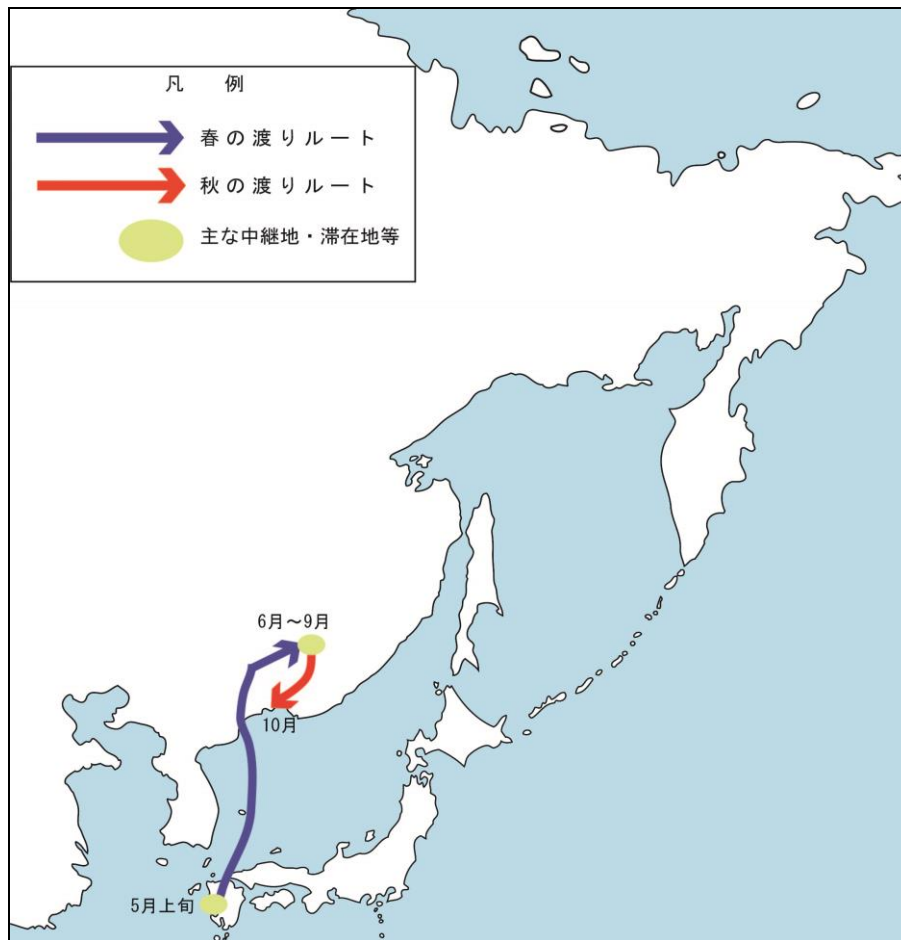 凡 例
春の渡りルート
秋の渡りルート
主な中継地・滞在地等
6月～9月
10月
5月上旬